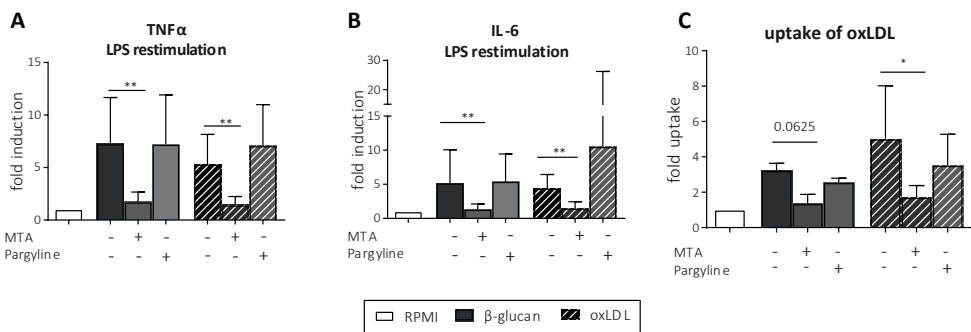 A
TNFα
LPS restimulation
fold induction
15
10
5
0
**
**
MTA - + - - + -
Pargyline - - + - - +
B
IL-6
LPS restimulation
fold induction
30
20
15
10
5
0
**
**
MTA - + - - + -
Pargyline - - + - - +
C
uptake of oxLDL
fold uptake
10
8
6
4
2
0
0.0625
*
MTA - + - - + -
Pargyline - - + - - +
RPMI β-glucan oxLDL